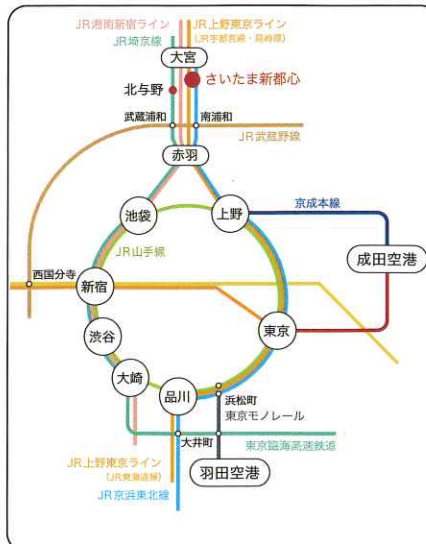 JR湘南新宿ライン
JR上野東京ライン
(JR宇都宮線・高崎線)
JR埼京線
大宮
さいたま新都心
北与野
武蔵浦和
南浦和
JR武蔵野線
赤羽
池袋
上野
京成本線
JR山手線
成田空港
西国分寺
新宿
渋谷
東京
大崎
品川
浜松町
東京モノレール
大井町
東京臨海高速鉄道
JR上野東京ライン
(JR東海道線)
羽田空港
JR京浜東北線